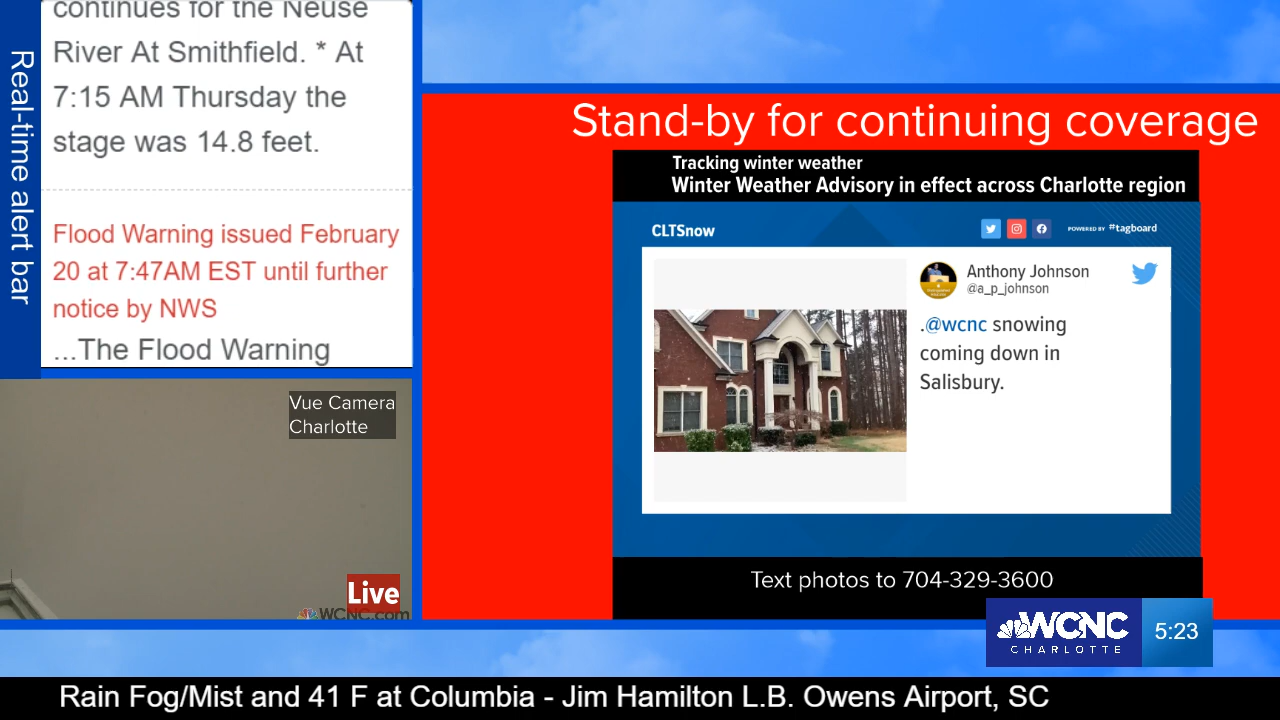 Real-time alert bar
continues for the Neuse
River At Smithfield. * At
7:15 AM Thursday the
stage was 14.8 feet.
Flood Warning issued February
20 at 7:47AM EST until further
notice by NWS
...The Flood Warning
Vue Camera
Charlotte
Live
WCNC.com
Stand-by for continuing coverage
Tracking winter weather
Winter Weather Advisory in effect across Charlotte region
CLTSnow
POWERED BY #tagboard
Anthony Johnson
@a_p_johnson
.@wcnc snowing
coming down in
Salisbury.
Text photos to 704-329-3600
WCNC
CHARLOTTE
5:23
Rain Fog/Mist and 41 F at Columbia - Jim Hamilton L.B. Owens Airport, SC